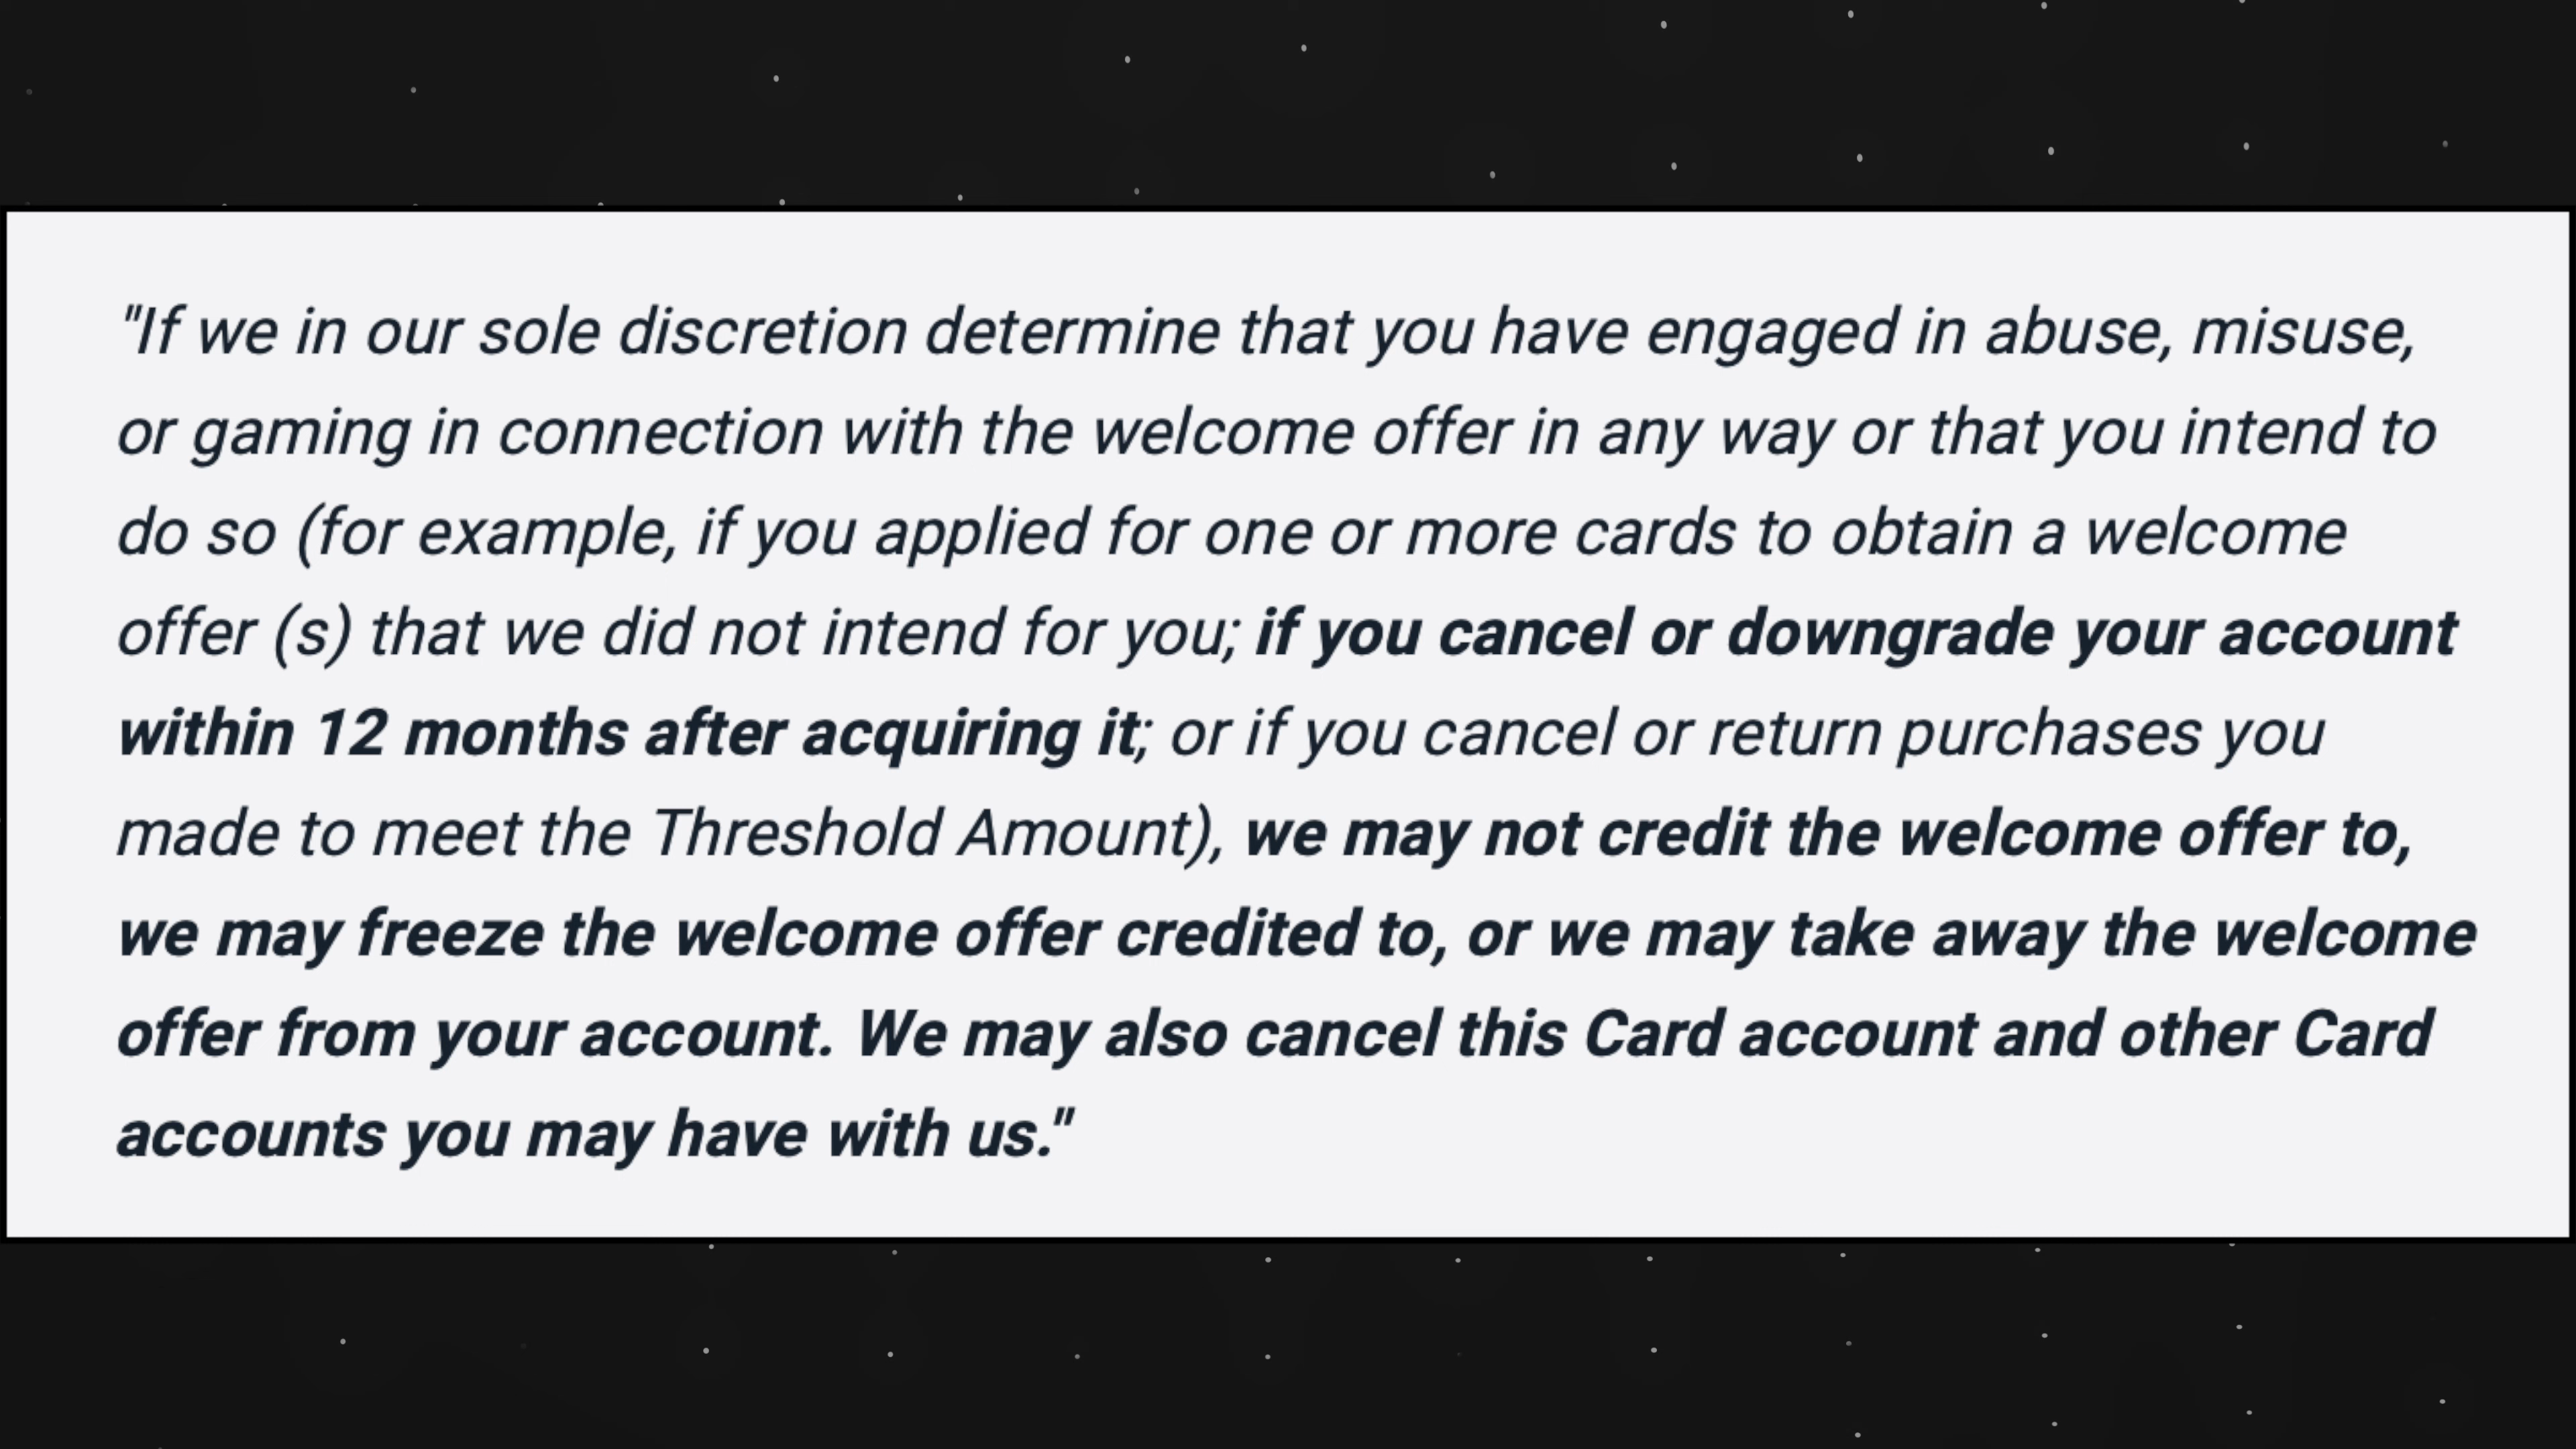 "If we in our sole discretion determine that you have engaged in abuse, misuse,
or gaming in connection with the welcome offer in any way or that you intend to
do so (for example, if you applied for one or more cards to obtain a welcome
offer (s) that we did not intend for you; if you cancel or downgrade your account
within 12 months after acquiring it; or if you cancel or return purchases you
made to meet the Threshold Amount), we may not credit the welcome offer to,
we may freeze the welcome offer credited to, or we may take away the welcome
offer from your account. We may also cancel this Card account and other Card
accounts you may have with us."